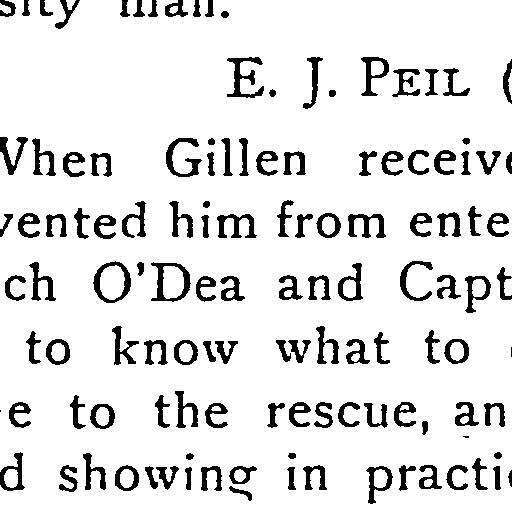 sity man.
E. J. PEIL (
When Gillen receive
vented him from ente
ch O'Dea and Capt
to know what to
e to the rescue, an
d showing in practi